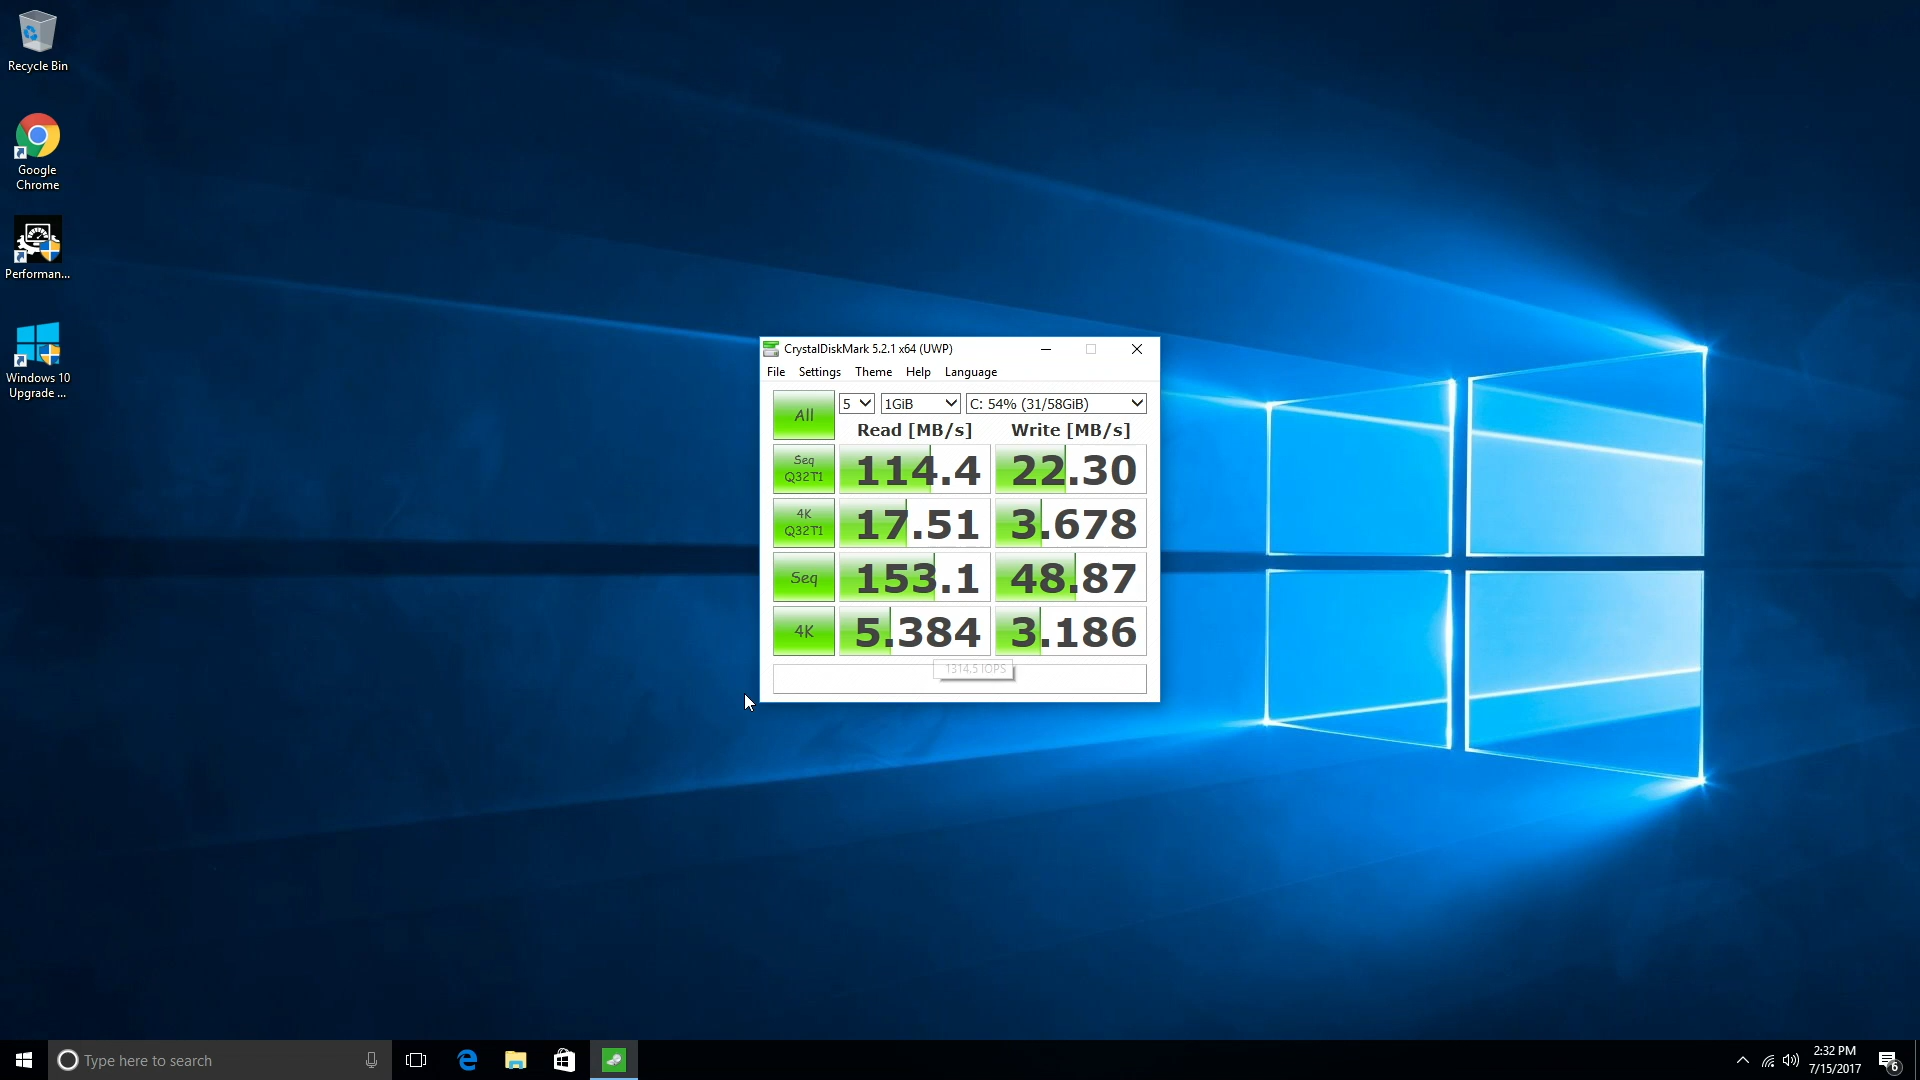 Recycle Bin
Google
Chrome
Performan...
Windows 10
Upgrade ...
CrystalDiskMark 5.2.1 x64 (UWP)
File Settings Theme Help Language
All 5 1GiB C: 54% (31/58GiB)
Read [MB/s] Write [MB/s]
Seq
Q32T1 114.4 22.30
4K
Q32T1 17.51 3.678
Seq 153.1 48.87
4K 5.384 3.186
1314.5 IOPS
Type here to search
2:32 PM
7/15/2017
6